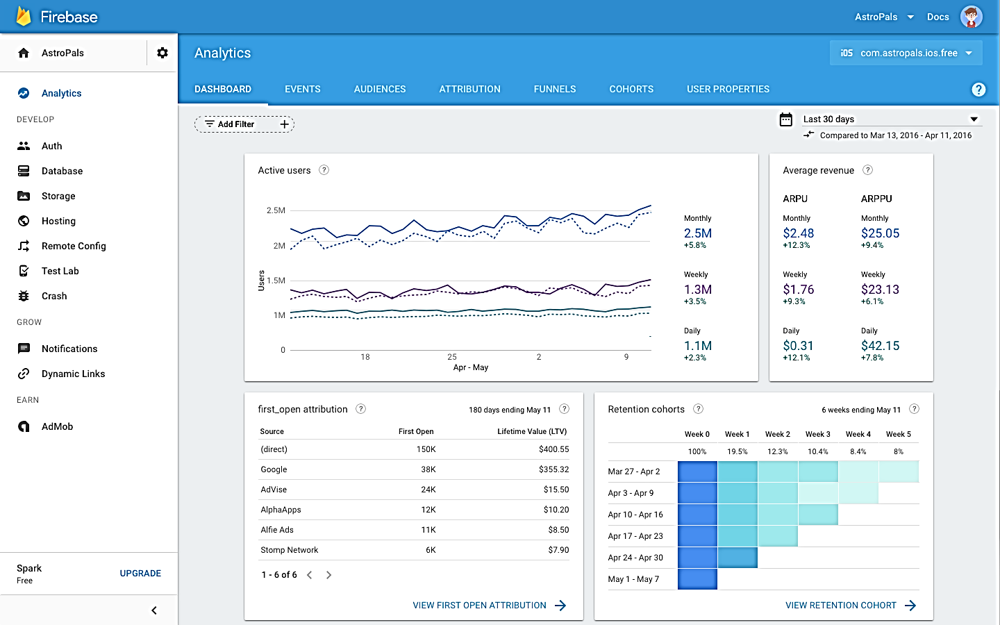 Firebase
AstroPals
Docs
AstroPals
Analytics
DEVELOP
Auth
Database
Storage
Hosting
Remote Config
Test Lab
Crash
GROW
Notifications
Dynamic Links
EARN
AdMob
Spark
Free
UPGRADE
Analytics
iOS com.astropals.ios.free
DASHBOARD EVENTS AUDIENCES ATTRIBUTION FUNNELS COHORTS USER PROPERTIES
?
Add Filter +
Last 30 days
Compared to Mar 13, 2016 - Apr 11, 2016
Active users ?
2.5M
2M
1.5M
1M
0
Users
18 25 2 9
Apr - May
Monthly
2.5M
+5.8%
Weekly
1.3M
+3.5%
Daily
1.1M
+2.3%
Average revenue ?
ARPU ARPPU
Monthly Monthly
$2.48 $25.05
+12.3% +9.4%
Weekly Weekly
$1.76 $23.13
+9.3% +6.1%
Daily Daily
$0.31 $42.15
+12.1% +7.8%
first_open attribution ? 180 days ending May 11 ?
Source First Open Lifetime Value (LTV)
(direct) 150K $400.55
Google 38K $355.32
AdVise 24K $15.50
AlphaApps 12K $10.20
Alfie Ads 11K $8.50
Stomp Network 6K $7.90
1 - 6 of 6
VIEW FIRST OPEN ATTRIBUTION
Retention cohorts ? 6 weeks ending May 11 ?
Week 0 Week 1 Week 2 Week 3 Week 4 Week 5
100% 19.5% 12.3% 10.4% 8.4% 8%
Mar 27 - Apr 2
Apr 3 - Apr 9
Apr 10 - Apr 16
Apr 17 - Apr 23
Apr 24 - Apr 30
May 1 - May 7
VIEW RETENTION COHORT